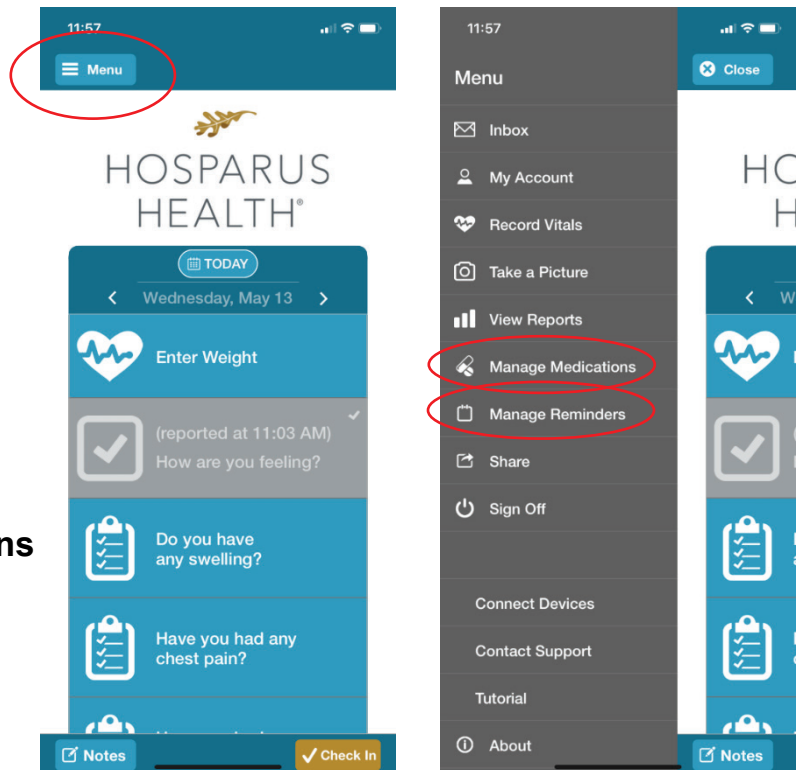 ns
11:57
Menu
HOSPARUS
HEALTH®
TODAY
Wednesday, May 13
Enter Weight
(reported at 11:03 AM)
How are you feeling?
Do you have
any swelling?
Have you had any
chest pain?
Notes
Check In
11:57
Menu
Inbox
My Account
Record Vitals
Take a Picture
View Reports
Manage Medications
Manage Reminders
Share
Sign Off
Connect Devices
Contact Support
Tutorial
About
Close
HO
H
W
Notes